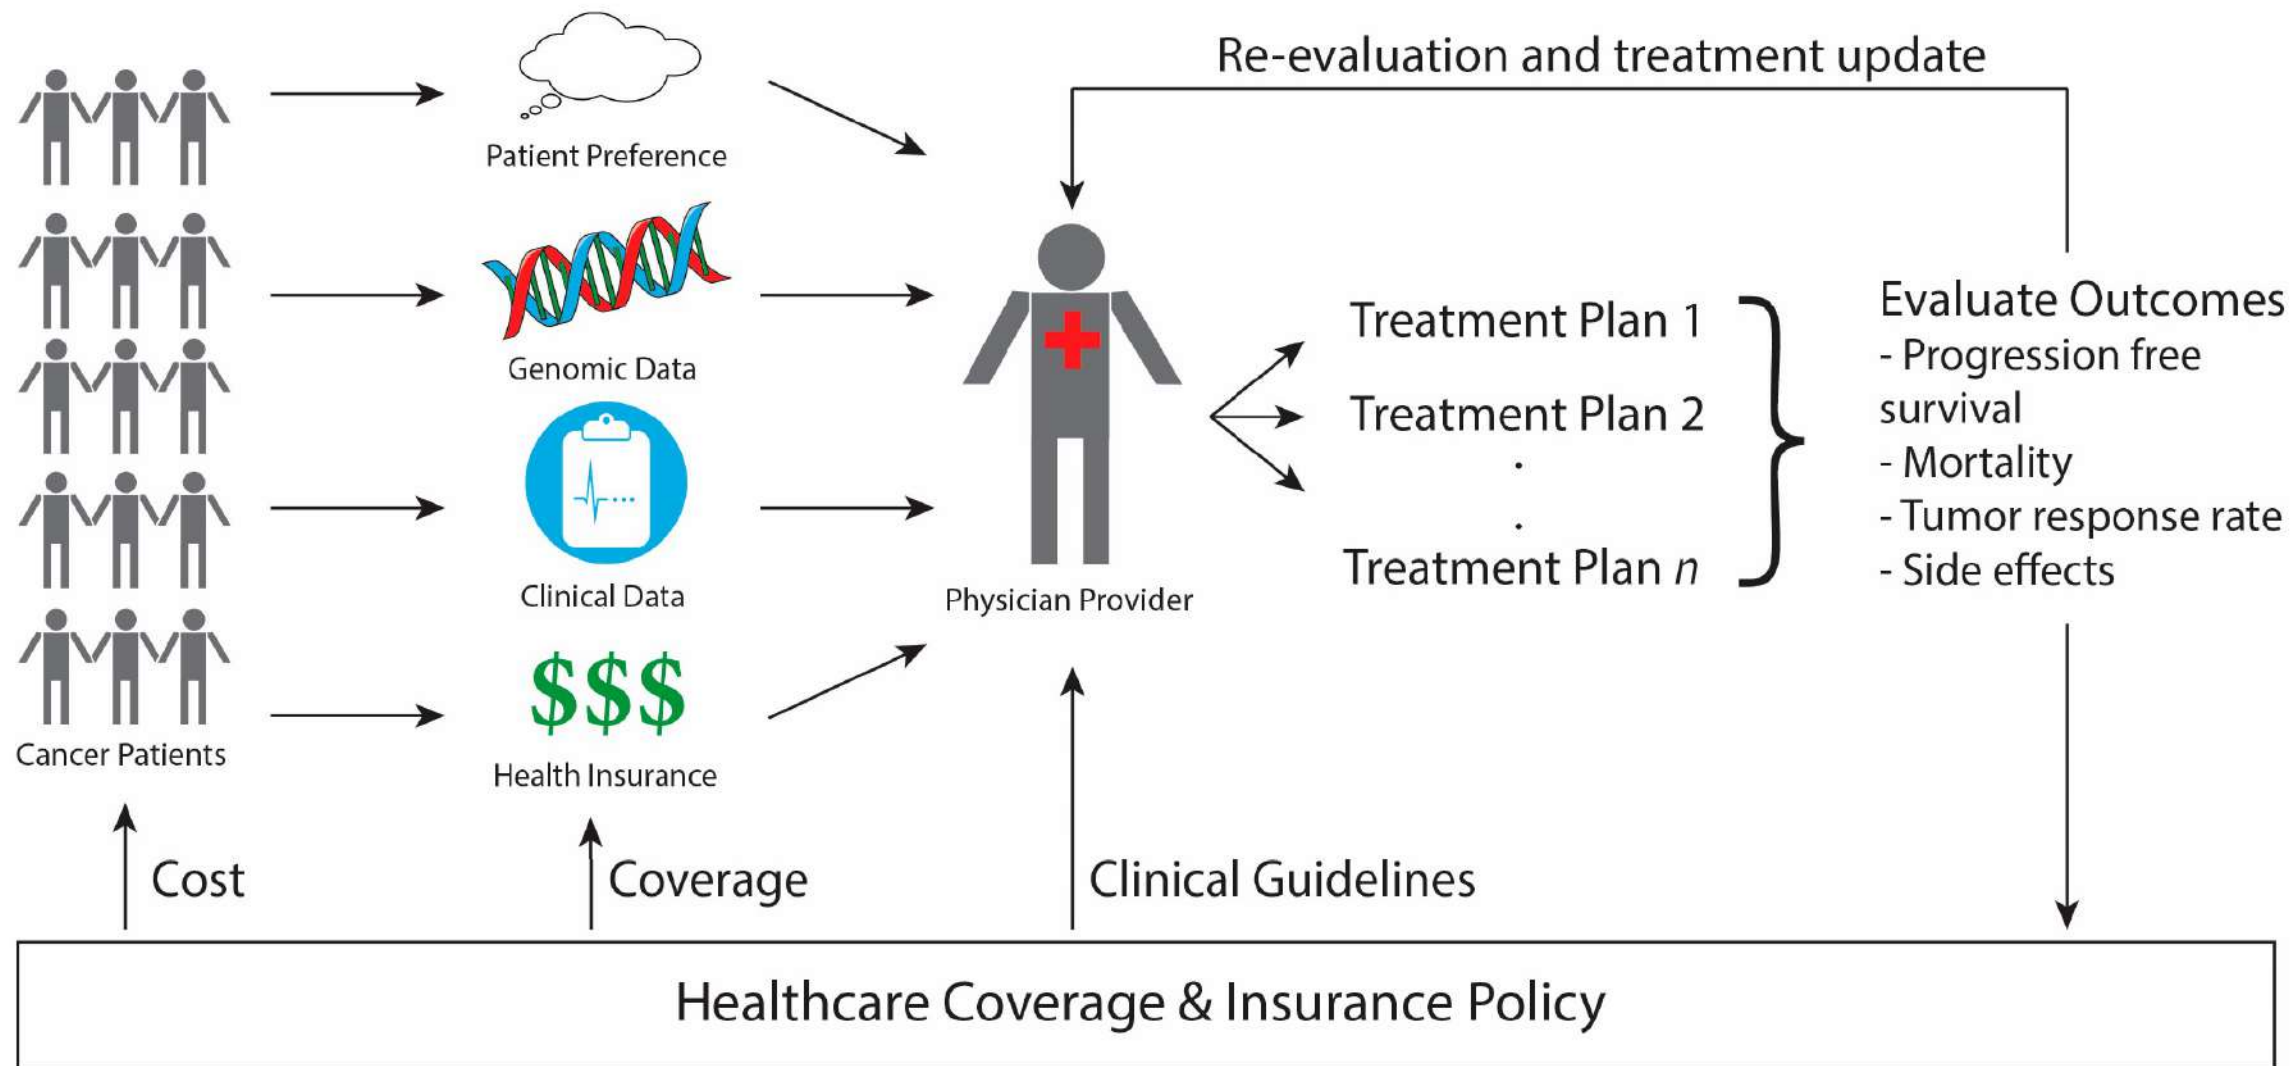 Re-evaluation and treatment update
Patient Preference
Genomic Data
Clinical Data
$$$
Health Insurance
Cancer Patients
Physician Provider
Treatment Plan 1
Treatment Plan 2
.
.
Treatment Plan n
Evaluate Outcomes
- Progression free
survival
- Mortality
- Tumor response rate
- Side effects
Cost
Coverage
Clinical Guidelines
Healthcare Coverage & Insurance Policy